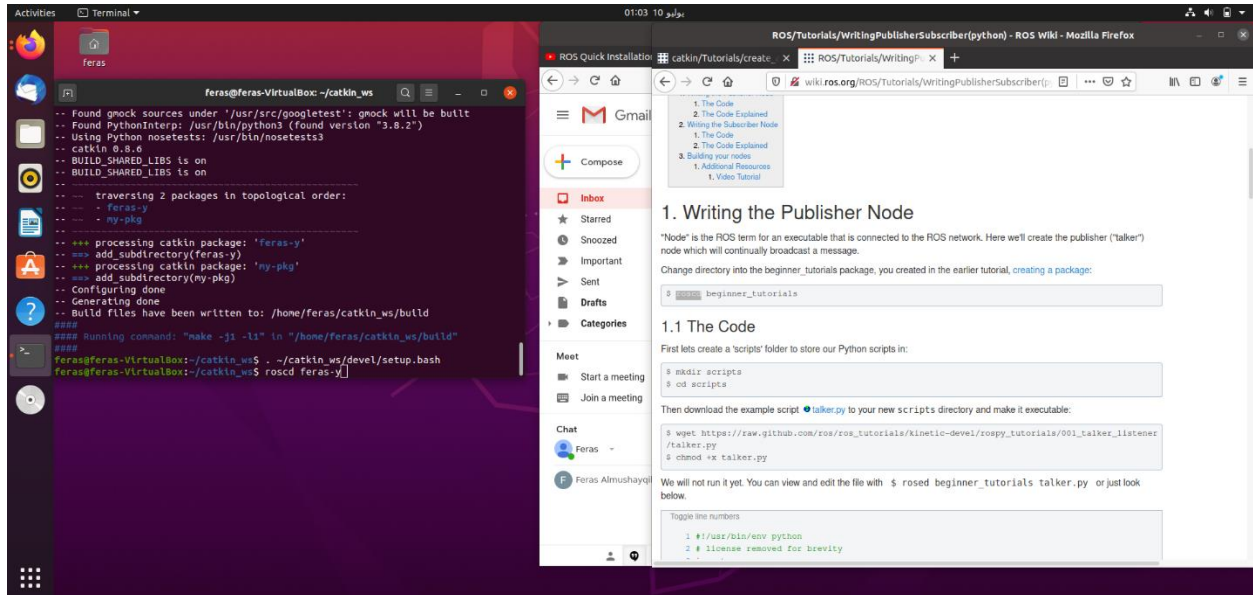 Activities
Terminal
01:03 10 يوليو
feras
feras@feras-VirtualBox: ~/catkin_ws
-- Found gmock sources under '/usr/src/googletest': gmock will be built
-- Found PythonInterp: /usr/bin/python3 (found version "3.8.2")
-- Using Python nosetests: /usr/bin/nosetests3
-- catkin 0.8.6
-- BUILD_SHARED_LIBS is on
-- BUILD_SHARED_LIBS is on
-- ~~~~~~~~~~~~~~~~~~~~~~~~~~~~~~~~~~~~~~~~~~~~~~~~~
-- ~~  traversing 2 packages in topological order:
-- ~~  - feras-y
-- ~~  - my-pkg
-- ~~~~~~~~~~~~~~~~~~~~~~~~~~~~~~~~~~~~~~~~~~~~~~~~~
-- +++ processing catkin package: 'feras-y'
-- ==> add_subdirectory(feras-y)
-- +++ processing catkin package: 'my-pkg'
-- ==> add_subdirectory(my-pkg)
-- Configuring done
-- Generating done
-- Build files have been written to: /home/feras/catkin_ws/build
####
#### Running command: "make -j1 -l1" in "/home/feras/catkin_ws/build"
####
feras@feras-VirtualBox:~/catkin_ws$ . ~/catkin_ws/devel/setup.bash
feras@feras-VirtualBox:~/catkin_ws$ roscd feras-y
ROS Quick Installatio
Gmail
Compose
Inbox
Starred
Snoozed
Important
Sent
Drafts
Categories
Meet
Start a meeting
Join a meeting
Chat
Feras
F
Feras Almushayqi
ROS/Tutorials/WritingPublisherSubscriber(python) - ROS Wiki - Mozilla Firefox
catkin/Tutorials/create_
ROS/Tutorials/WritingP
wiki.ros.org/ROS/Tutorials/WritingPublisherSubscriber(p
1. The Code
2. The Code Explained
2. Writing the Subscriber Node
1. The Code
2. The Code Explained
3. Building your nodes
1. Additional Resources
1. Video Tutorial
1. Writing the Publisher Node
"Node" is the ROS term for an executable that is connected to the ROS network. Here we'll create the publisher ("talker")
node which will continually broadcast a message.
Change directory into the beginner_tutorials package, you created in the earlier tutorial, creating a package:
$ roscd beginner_tutorials
1.1 The Code
First lets create a 'scripts' folder to store our Python scripts in:
$ mkdir scripts
$ cd scripts
Then download the example script talker.py to your new scripts directory and make it executable:
$ wget https://raw.github.com/ros/ros_tutorials/kinetic-devel/rospy_tutorials/001_talker_listener
/talker.py
$ chmod +x talker.py
We will not run it yet. You can view and edit the file with $ rosed beginner_tutorials talker.py or just look
below.
Toggle line numbers
1 #!/usr/bin/env python
2 # license removed for brevity